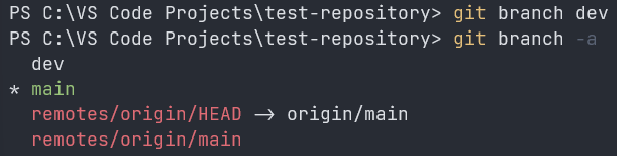 PS C:\VS Code Projects\test-repository> git branch dev
PS C:\VS Code Projects\test-repository> git branch -a
dev
* main
remotes/origin/HEAD -> origin/main
remotes/origin/main